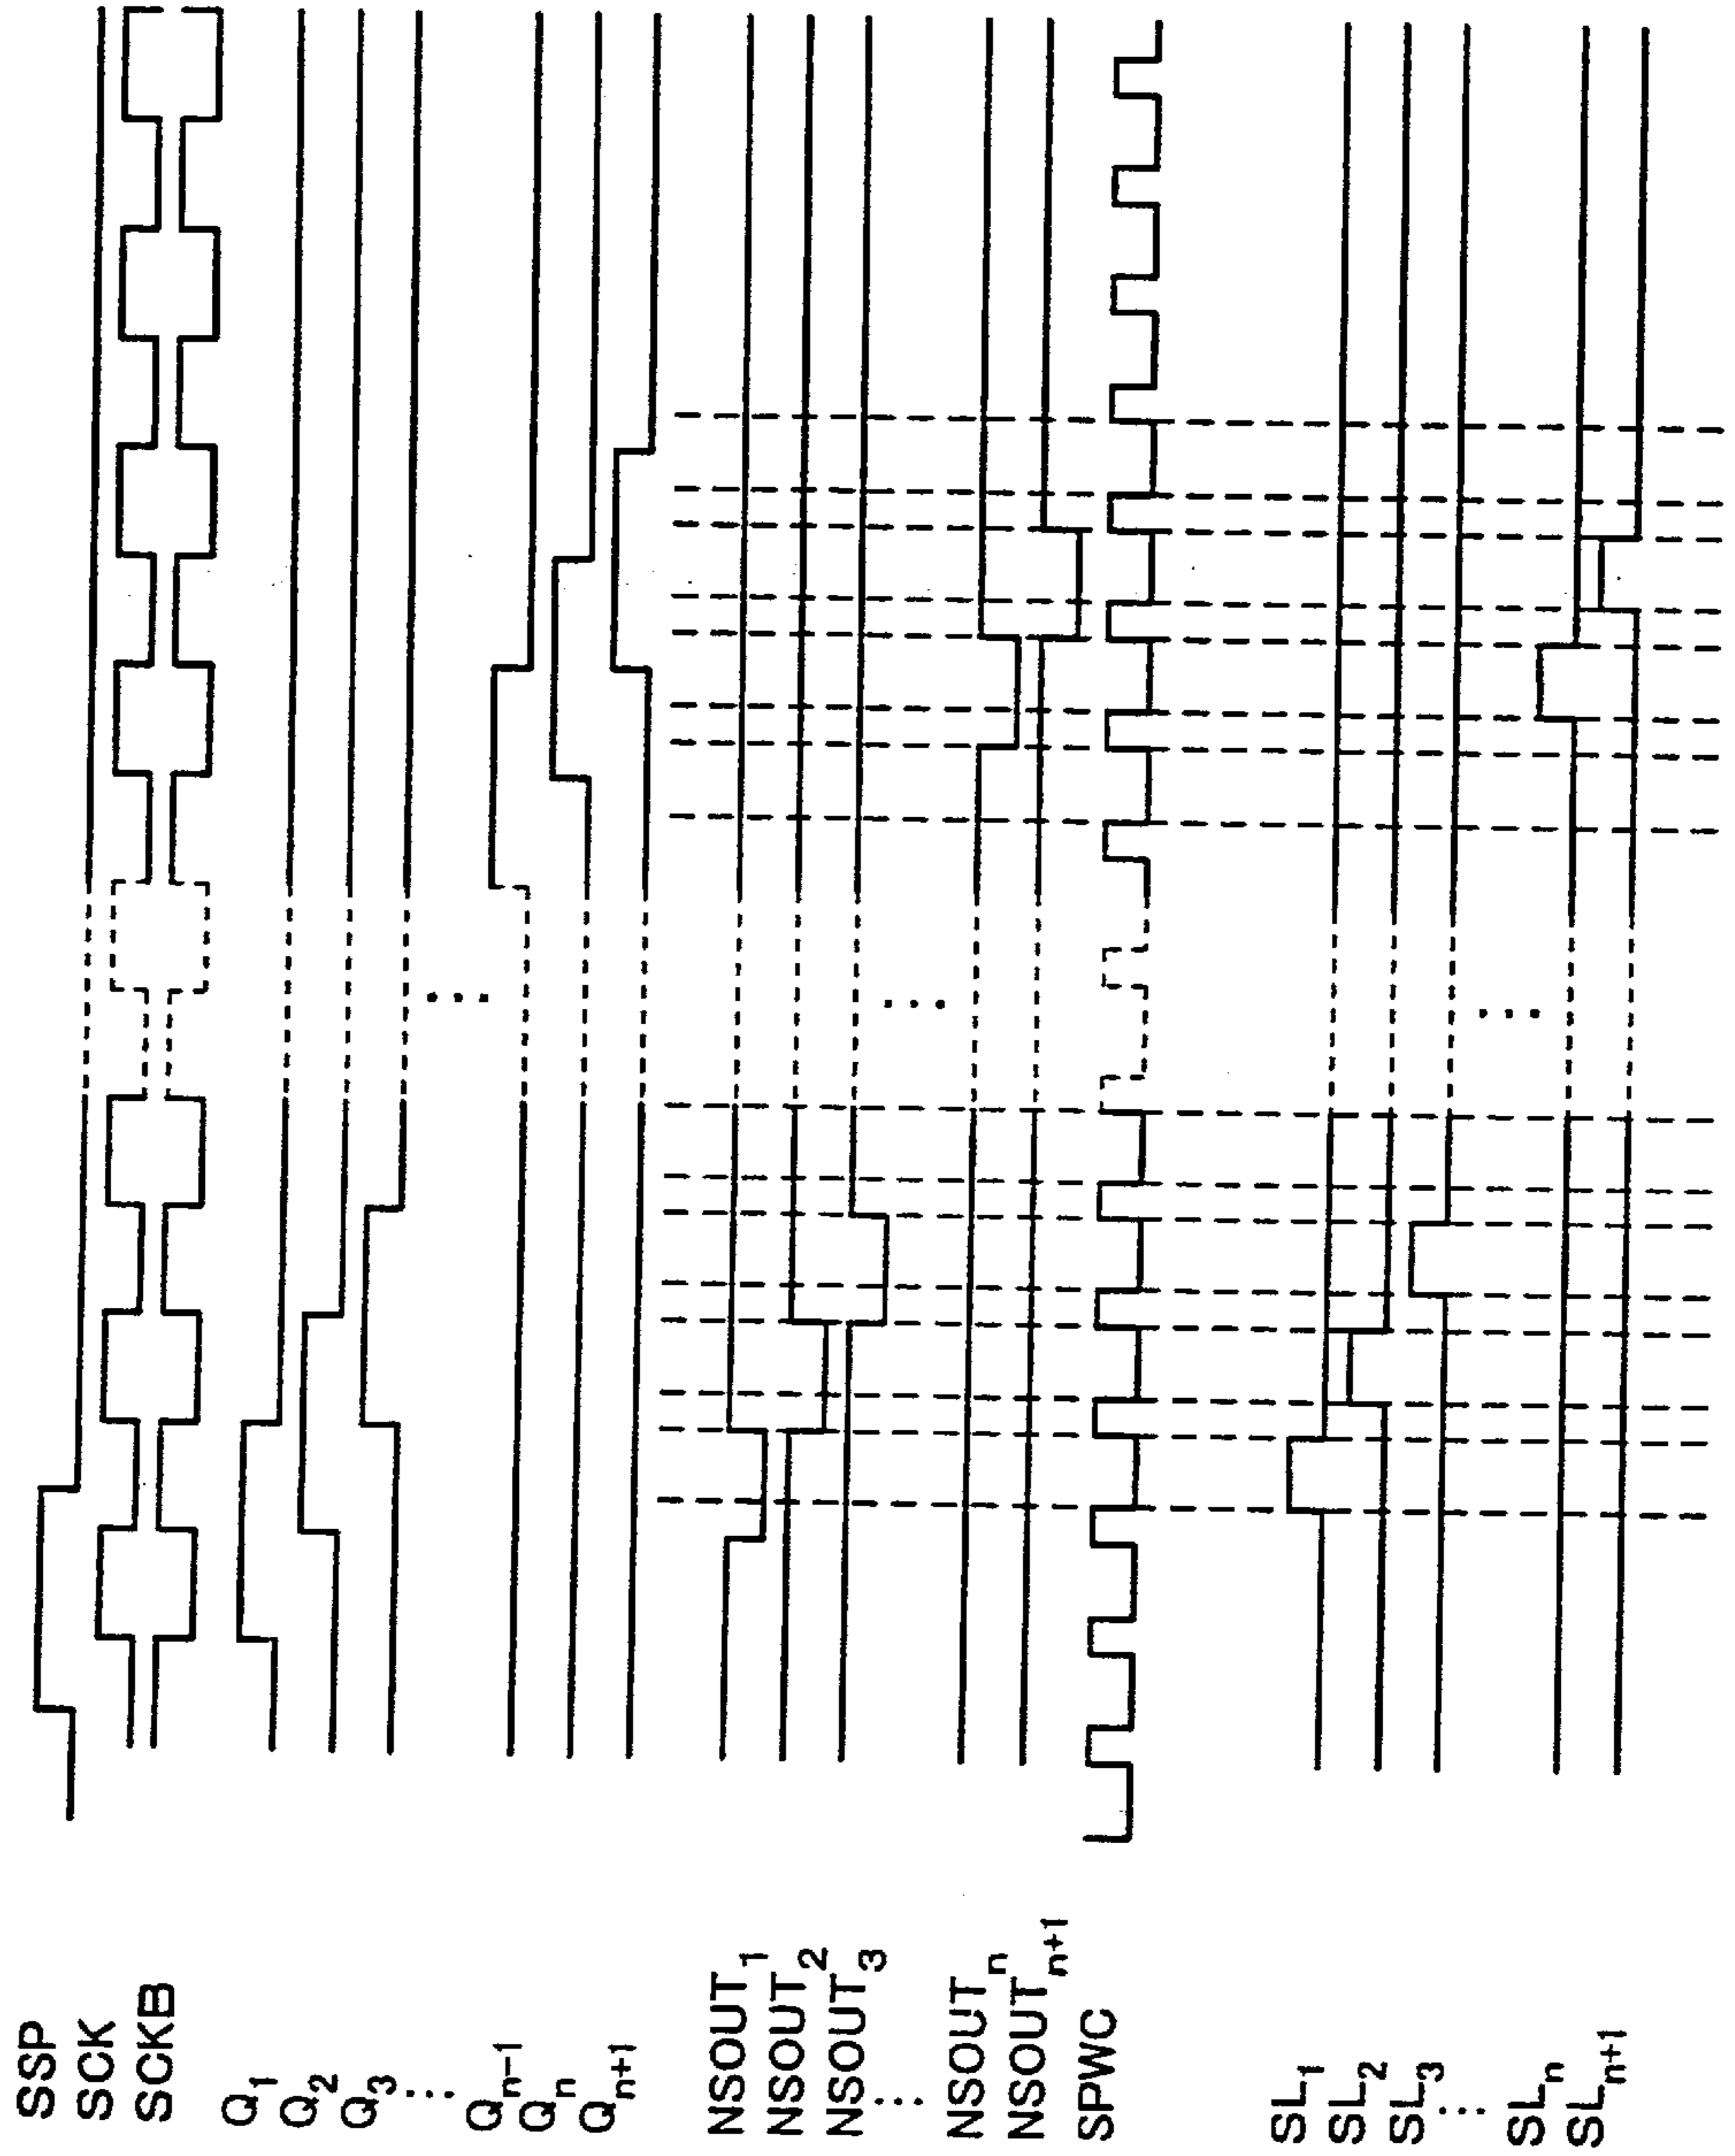 SSP
SCK
SCKB
Q1
Q2
Q3
⋮
Qn-1
Qn
Qn+1
NSOUT1
NSOUT2
NSOUT3
⋮
NSOUTn
NSOUTn+1
SPWC
SL1
SL2
SL3
⋮
SLn
SLn+1